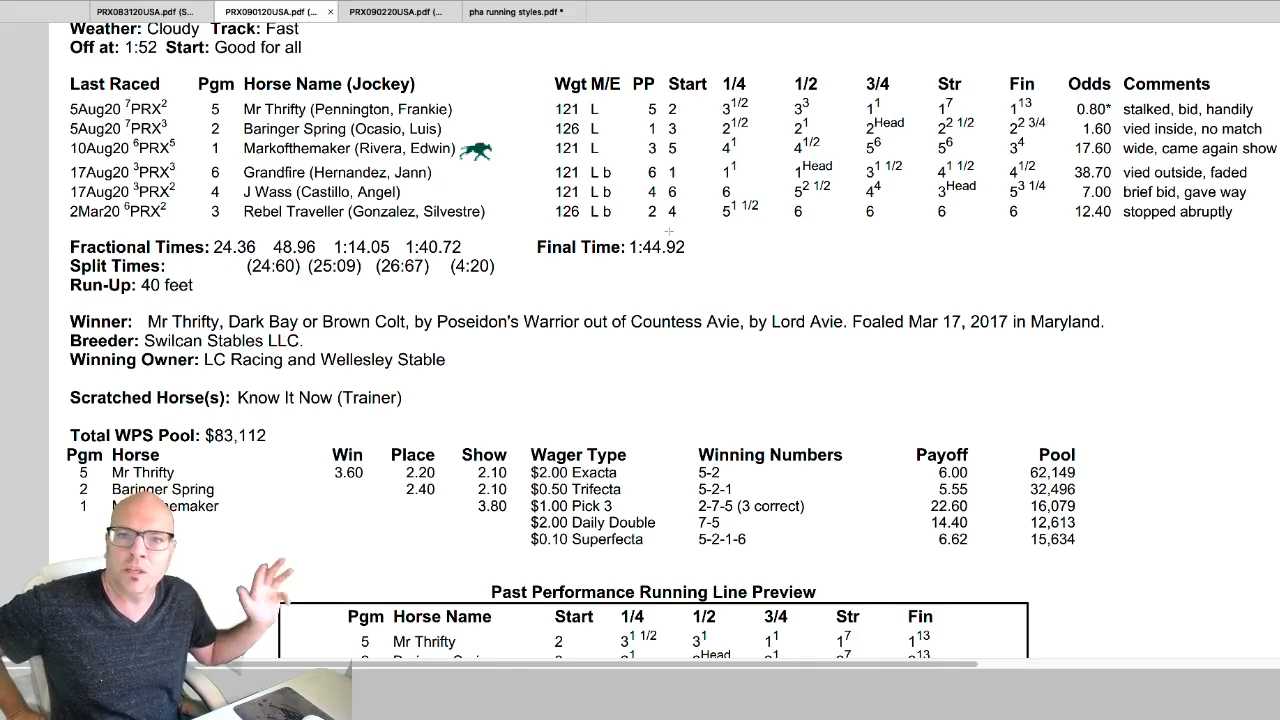 PRX083120USA.pdf (S... PRX090120USA.pdf (... × PRX090220USA.pdf (... pha running styles.pdf *
Weather: Cloudy Track: Fast
Off at: 1:52 Start: Good for all
Last Raced Pgm Horse Name (Jockey) Wgt M/E PP Start 1/4 1/2 3/4 Str Fin Odds Comments
5Aug20 7PRX2 5 Mr Thrifty (Pennington, Frankie) 121 L 5 2 3 1/2 3 3 1 1 1 7 1 13 0.80* stalked, bid, handily
5Aug20 7PRX3 2 Baringer Spring (Ocasio, Luis) 126 L 1 3 2 1/2 2 1 2 Head 2 2 1/2 2 2 3/4 1.60 vied inside, no match
10Aug20 6PRX5 1 Markofthemaker (Rivera, Edwin) 121 L 3 5 4 1 4 1/2 5 6 5 6 3 4 17.60 wide, came again show
17Aug20 3PRX3 6 Grandfire (Hernandez, Jann) 121 L b 6 1 1 1 1 Head 3 1 1/2 4 1 1/2 4 1/2 38.70 vied outside, faded
17Aug20 3PRX2 4 J Wass (Castillo, Angel) 121 L b 4 6 6 5 2 1/2 4 4 3 Head 5 3 1/4 7.00 brief bid, gave way
2Mar20 6PRX2 3 Rebel Traveller (Gonzalez, Silvestre) 126 L b 2 4 5 1 1/2 6 6 6 6 12.40 stopped abruptly
Fractional Times: 24.36 48.96 1:14.05 1:40.72 Final Time: 1:44.92
Split Times: (24:60) (25:09) (26:67) (4:20)
Run-Up: 40 feet
Winner: Mr Thrifty, Dark Bay or Brown Colt, by Poseidon's Warrior out of Countess Avie, by Lord Avie. Foaled Mar 17, 2017 in Maryland.
Breeder: Swilcan Stables LLC.
Winning Owner: LC Racing and Wellesley Stable
Scratched Horse(s): Know It Now (Trainer)
Total WPS Pool: $83,112
Pgm Horse Win Place Show Wager Type Winning Numbers Payoff Pool
5 Mr Thrifty 3.60 2.20 2.10 $2.00 Exacta 5-2 6.00 62,149
2 Baringer Spring 2.40 2.10 $0.50 Trifecta 5-2-1 5.55 32,496
1 3.80 $1.00 Pick 3 2-7-5 (3 correct) 22.60 16,079
$2.00 Daily Double 7-5 14.40 12,613
$0.10 Superfecta 5-2-1-6 6.62 15,634
Past Performance Running Line Preview
Pgm Horse Name Start 1/4 1/2 3/4 Str Fin
5 Mr Thrifty 2 3 1 1/2 3 1 1 1 1 7 1 13